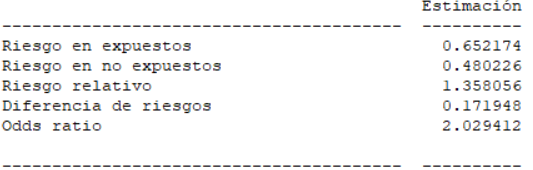 Estimación
---------------------------------------- ----------
Riesgo en expuestos 0.652174
Riesgo en no expuestos 0.480226
Riesgo relativo 1.358056
Diferencia de riesgos 0.171948
Odds ratio 2.029412
---------------------------------------- ----------